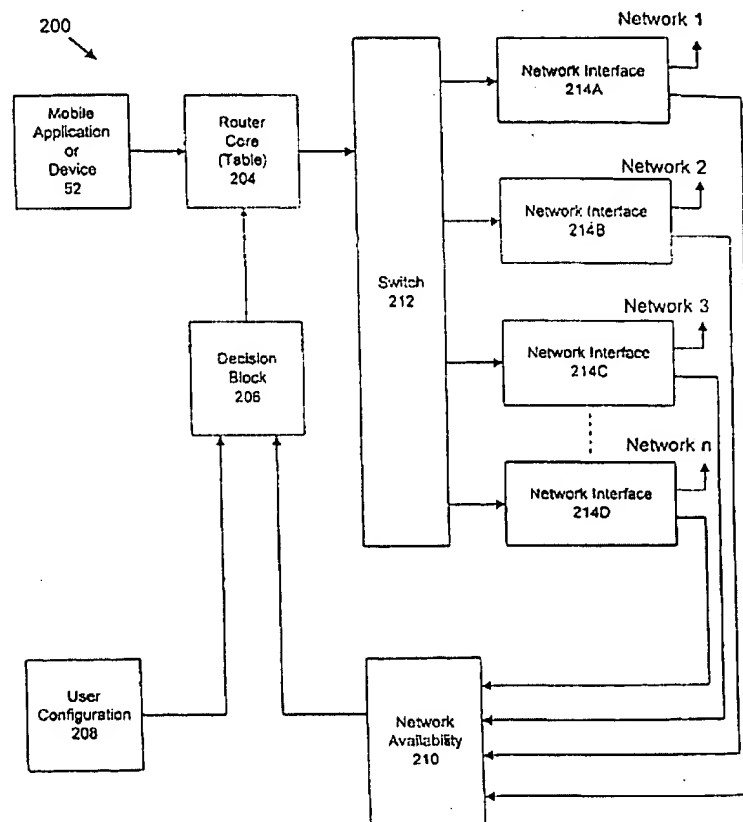 200
Mobile
Application
or
Device
52
Router
Core
(Table)
204
Switch
212
Network 1
Network Interface
214A
Network 2
Network Interface
214B
Network 3
Network Interface
214C
Network n
Network Interface
214D
Decision
Block
206
User
Configuration
208
Network
Availability
210